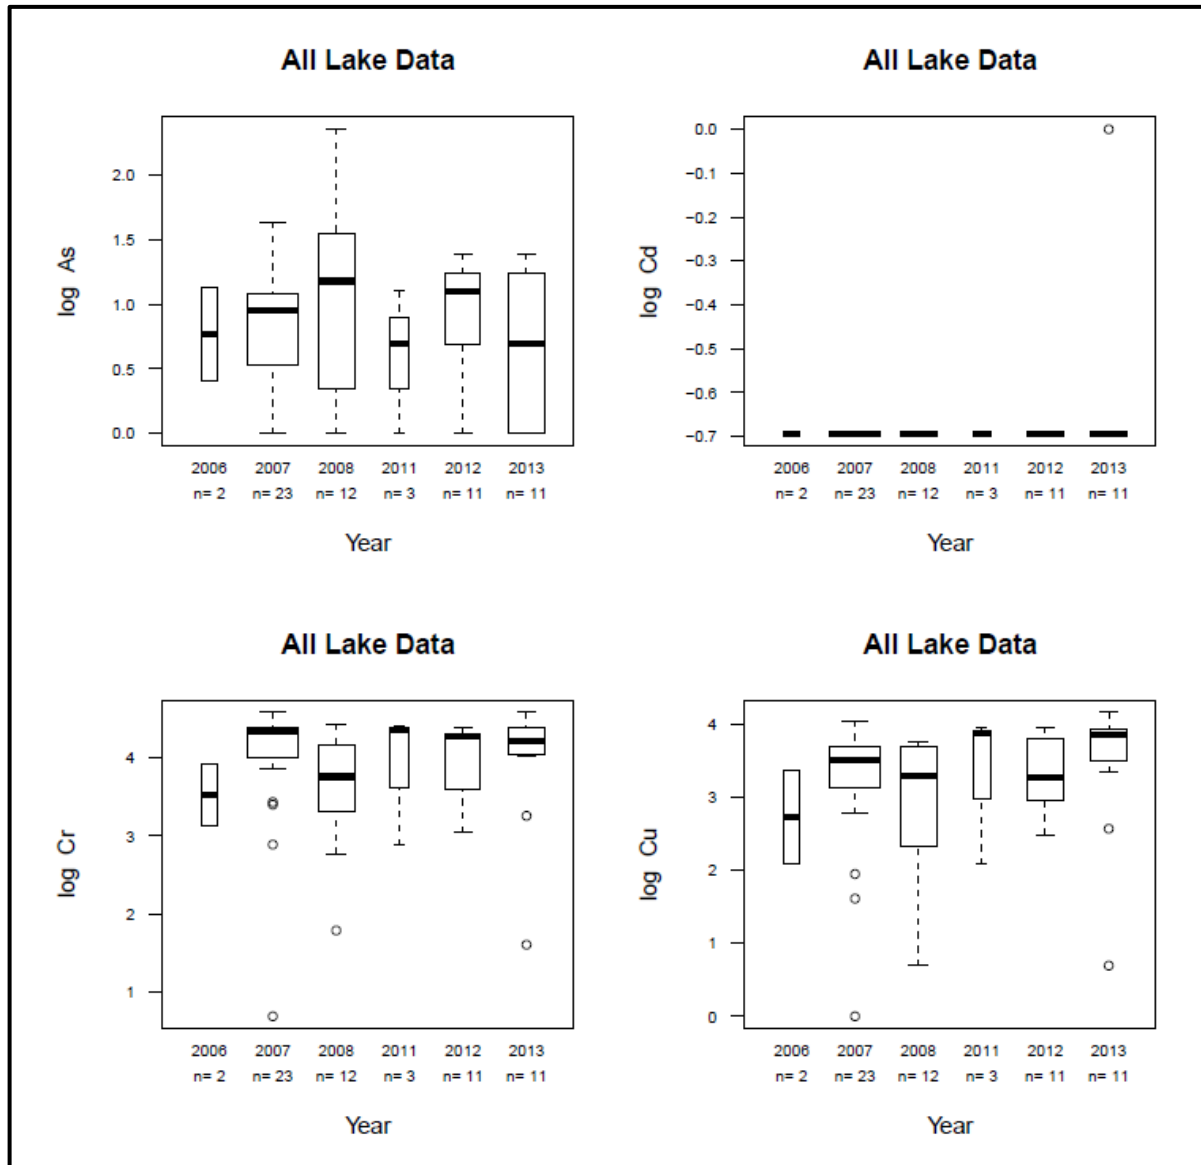 All Lake Data
log As
2.0
1.5
1.0
0.5
0.0
2006 2007 2008 2011 2012 2013
n= 2 n= 23 n= 12 n= 3 n= 11 n= 11
Year
All Lake Data
log Cd
0.0
−0.1
−0.2
−0.3
−0.4
−0.5
−0.6
−0.7
2006 2007 2008 2011 2012 2013
n= 2 n= 23 n= 12 n= 3 n= 11 n= 11
Year
All Lake Data
log Cr
4
3
2
1
2006 2007 2008 2011 2012 2013
n= 2 n= 23 n= 12 n= 3 n= 11 n= 11
Year
All Lake Data
log Cu
4
3
2
1
0
2006 2007 2008 2011 2012 2013
n= 2 n= 23 n= 12 n= 3 n= 11 n= 11
Year